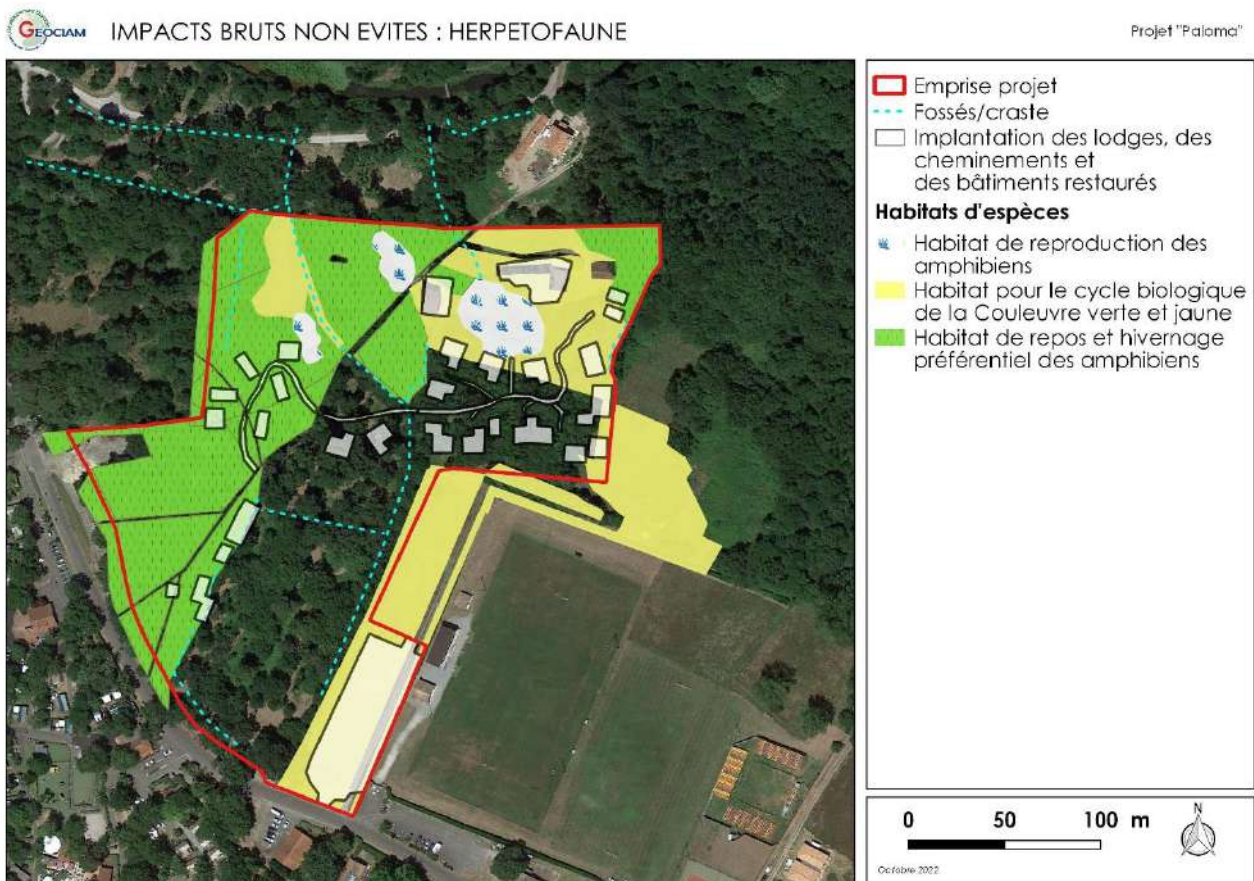 GEOCIAM
IMPACTS BRUTS NON EVITES : HERPETOFAUNE
Projet "Paloma"
Emprise projet
Fossés/craste
Implantation des lodges, des
cheminements et
des bâtiments restaurés
Habitats d'espèces
Habitat de reproduction des
amphibiens
Habitat pour le cycle biologique
de la Couleuvre verte et jaune
Habitat de repos et hivernage
préférentiel des amphibiens
0 50 100 m
N
Octobre 2022